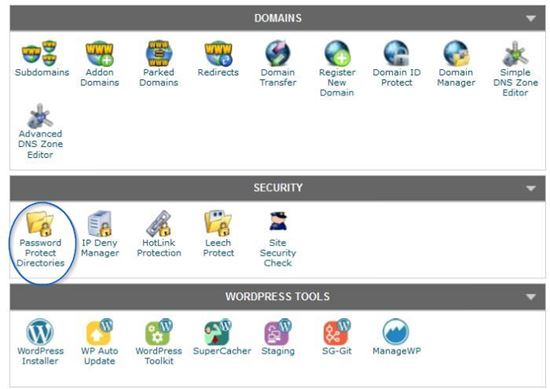 DOMAINS
Subdomains
Addon Domains
Parked Domains
Redirects
Domain Transfer
Register New Domain
Domain ID Protect
Domain Manager
Simple DNS Zone Editor
Advanced DNS Zone Editor
SECURITY
Password Protect Directories
IP Deny Manager
HotLink Protection
Leech Protect
Site Security Check
WORDPRESS TOOLS
WordPress Installer
WP Auto Update
WordPress Toolkit
SuperCacher
Staging
SG-Git
ManageWP